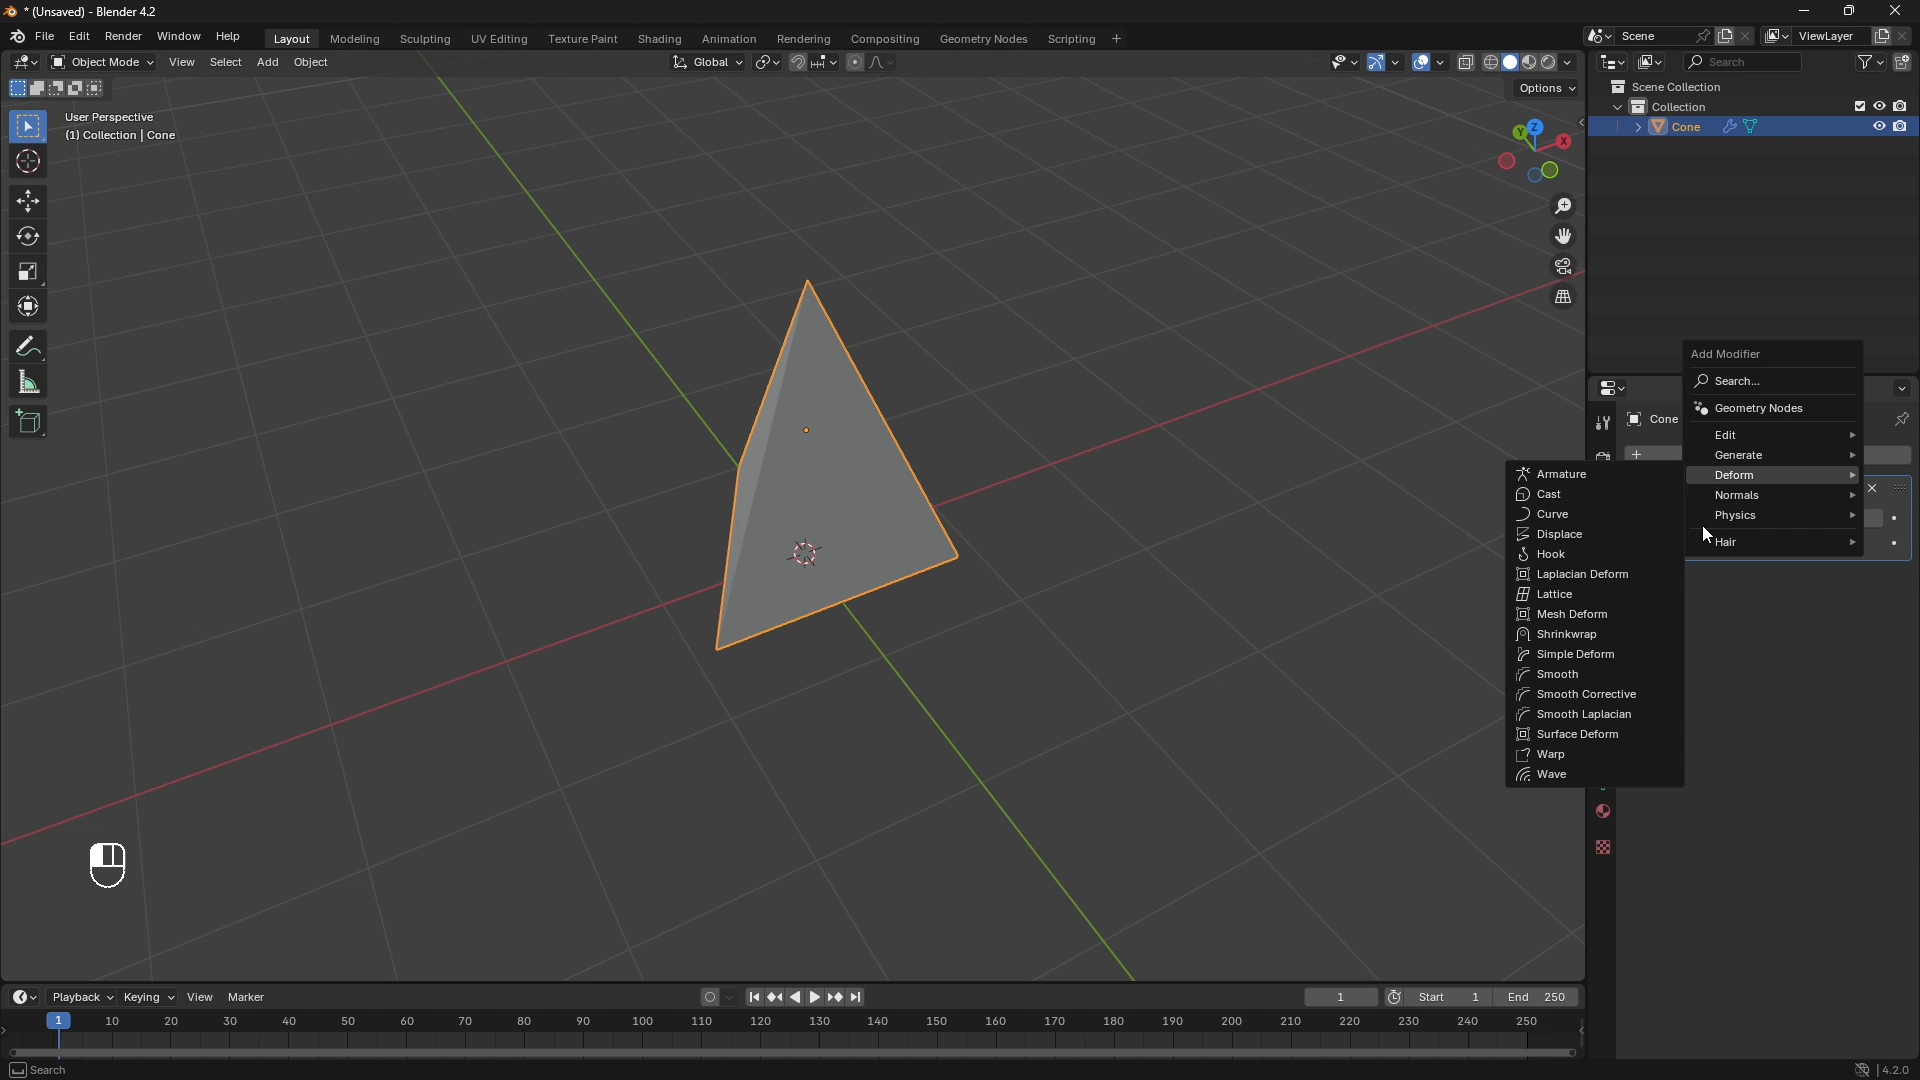 * (Unsaved) - Blender 4.2
File Edit Render Window Help Layout Modeling Sculpting UV Editing Texture Paint Shading Animation Rendering Compositing Geometry Nodes Scripting + Scene ViewLayer
Object Mode View Select Add Object Global Search
Options
User Perspective
(1) Collection | Cone
Z
Y
X
Scene Collection
Collection
Cone
Add Modifier
Search...
Geometry Nodes
Cone
Edit
Generate
Deform
Normals
Physics
Hair
Armature
Cast
Curve
Displace
Hook
Laplacian Deform
Lattice
Mesh Deform
Shrinkwrap
Simple Deform
Smooth
Smooth Corrective
Smooth Laplacian
Surface Deform
Warp
Wave
Playback Keying View Marker 1 Start 1 End 250
1 10 20 30 40 50 60 70 80 90 100 110 120 130 140 150 160 170 180 190 200 210 220 230 240 250
Search 4.2.0